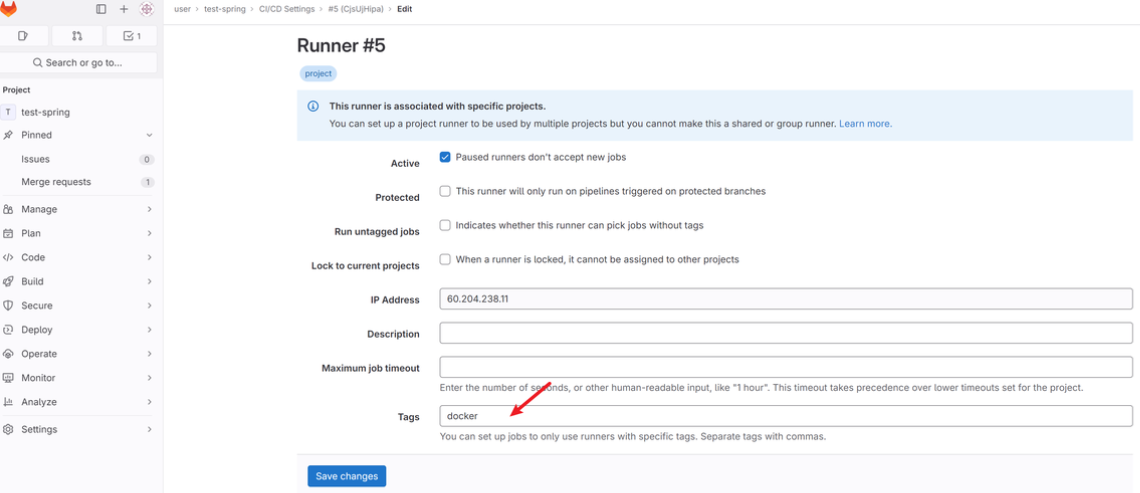 user > test-spring > CI/CD Settings > #5 (CjsUjHipa) > Edit
1
Search or go to...
Project
T test-spring
Pinned
Issues 0
Merge requests 1
Manage
Plan
Code
Build
Secure
Deploy
Operate
Monitor
Analyze
Settings
Runner #5
project
This runner is associated with specific projects.
You can set up a project runner to be used by multiple projects but you cannot make this a shared or group runner. Learn more.
Active Paused runners don't accept new jobs
Protected This runner will only run on pipelines triggered on protected branches
Run untagged jobs Indicates whether this runner can pick jobs without tags
Lock to current projects When a runner is locked, it cannot be assigned to other projects
IP Address 60.204.238.11
Description
Maximum job timeout
Enter the number of seconds, or other human-readable input, like "1 hour". This timeout takes precedence over lower timeouts set for the project.
Tags docker
You can set up jobs to only use runners with specific tags. Separate tags with commas.
Save changes